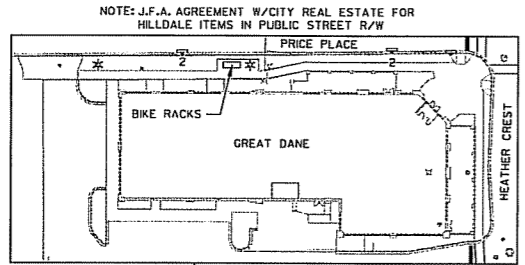 NOTE: J.F.A. AGREEMENT W/CITY REAL ESTATE FOR
HILLDALE ITEMS IN PUBLIC STREET R/W
PRICE PLACE
2
2
BIKE RACKS
GREAT DANE
HEATHER CREST